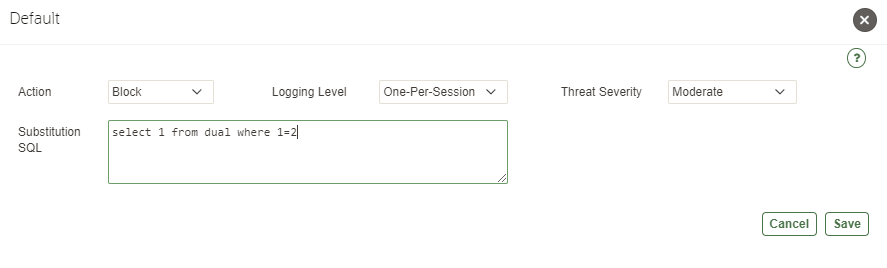 Default
?
Action Block Logging Level One-Per-Session Threat Severity Moderate
Substitution select 1 from dual where 1=2
SQL
Cancel Save